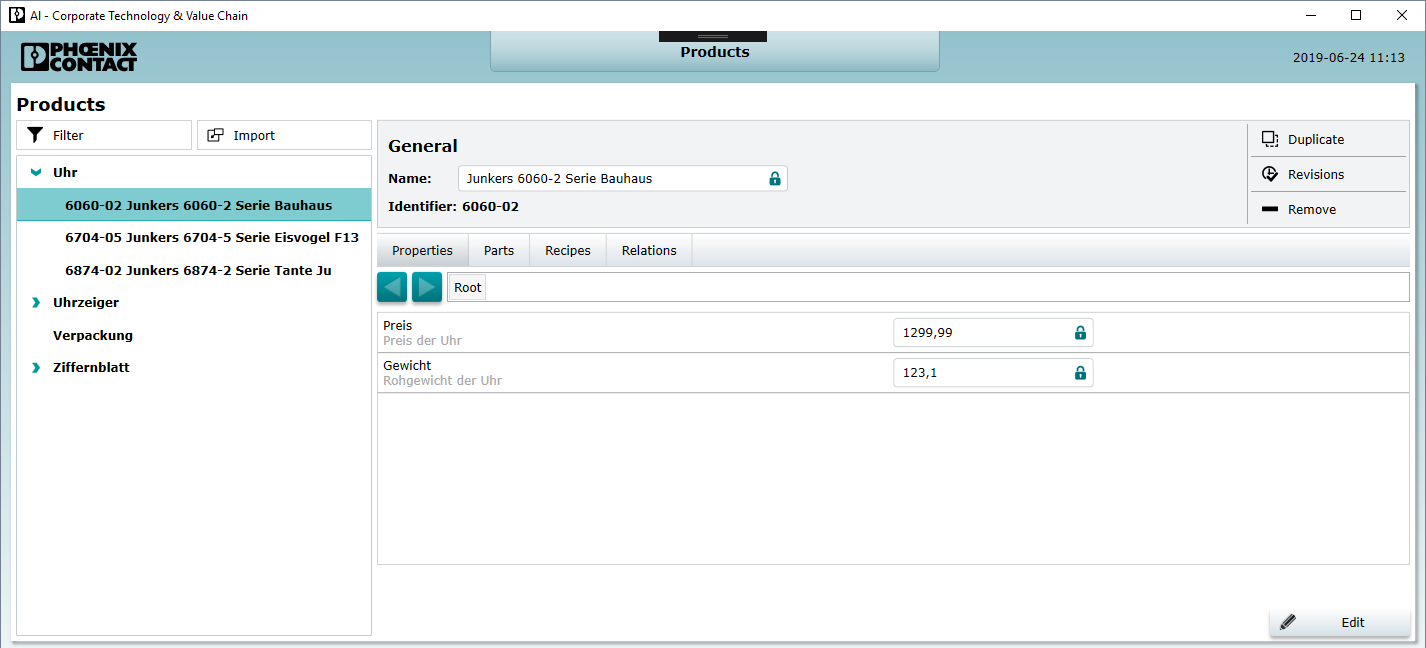 AI - Corporate Technology & Value Chain
PHŒNIX
CONTACT
Products
2019-06-24 11:13
Products
Filter
Import
Uhr
6060-02 Junkers 6060-2 Serie Bauhaus
6704-05 Junkers 6704-5 Serie Eisvogel F13
6874-02 Junkers 6874-2 Serie Tante Ju
Uhrzeiger
Verpackung
Ziffernblatt
General
Name: Junkers 6060-2 Serie Bauhaus
Identifier: 6060-02
Duplicate
Revisions
Remove
Properties Parts Recipes Relations
Root
Preis
Preis der Uhr
1299,99
Gewicht
Rohgewicht der Uhr
123,1
Edit